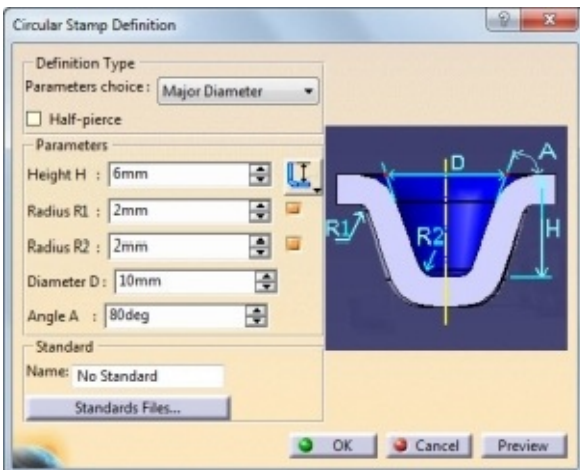 Circular Stamp Definition
Definition Type
Parameters choice : Major Diameter
Half-pierce
Parameters
Height H : 6mm
Radius R1 : 2mm
Radius R2 : 2mm
Diameter D : 10mm
Angle A : 80deg
Standard
Name: No Standard
Standards Files...
D
A
R1
R2
H
OK Cancel Preview